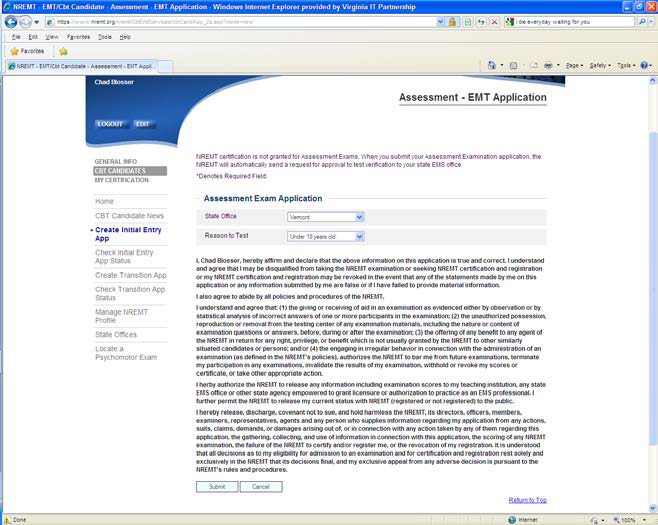 NREMT - EMT/Cbt Candidate - Assessment - EMT Application - Windows Internet Explorer provided by Virginia IT Partnership
https://www.nremt.org/nremt/CbtEmtServices/cbtCandApp_2a.asp?mode=new
i die everyday waiting for you
File Edit View Favorites Tools Help
Favorites
NREMT - EMT/Cbt Candidate - Assessment - EMT Appli...
Page Safety Tools
Chad Blosser
Assessment - EMT Application
LOGOUT EDIT
GENERAL INFO
CBT CANDIDATES
MY CERTIFICATION
Home
CBT Candidate News
Create Initial Entry
App
Check Initial Entry
App Status
Create Transition App
Check Transition App
Status
Manage NREMT
Profile
State Offices
Locate a
Psychomotor Exam
NREMT certification is not granted for Assessment Exams. When you submit your Assessment Examination application, the
NREMT will automatically send a request for approval to test verification to your state EMS office.
*Denotes Required Field.
Assessment Exam Application
State Office Vermont
Reason to Test Under 18 years old.
I, Chad Blosser, hereby affirm and declare that the above information on this application is true and correct. I understand
and agree that I may be disqualified from taking the NREMT examination or seeking NREMT certification and registration
or my NREMT certification and registration may be revoked in the event that any of the statements made by me on this
application or any information submitted by me are false or if I have failed to provide material information.
I also agree to abide by all policies and procedures of the NREMT.
I understand and agree that: (1) the giving or receiving of aid in an examination as evidenced either by observation or by
statistical analysis of incorrect answers of one or more participants in the examination; (2) the unauthorized possession,
reproduction or removal from the testing center of any examination materials, including the nature or content of
examination questions or answers, before, during or after the examination; (3) the offering of any benefit to any agent of
the NREMT in return for any right, privilege, or benefit which is not usually granted by the NREMT to other similarly
situated candidates or persons; and/or (4) the engaging in irregular behavior in connection with the administration of an
examination (as defined in the NREMT's policies), authorizes the NREMT to bar me from future examinations, terminate
my participation in any examinations, invalidate the results of my examination, withhold or revoke my scores or
certificate, or take other appropriate action.
I herby authorize the NREMT to release any information including examination scores to my teaching institution, any state
EMS office or other state agency empowered to grant licensure or authorization to practice as an EMS professional. I
further permit the NREMT to release my current status with NREMT (registered or not registered) to the public.
I hereby release, discharge, covenant not to sue, and hold harmless the NREMT, its directors, officers, members,
examiners, representatives, agents and any person who supplies information regarding my application from any actions,
suits, claims, demands, or damages arising out of, or in connection with any action taken by any of them regarding this
application, the gathering, collecting, and use of information in connection with this application, the scoring of any NREMT
examination, the failure of the NREMT to certify and/or register me, or the revocation of my registration. It is understood
that all decisions as to my eligibility for admission to an examination and for certification and registration rest solely and
exclusively in the NREMT that its decisions final, and my exclusive appeal from any adverse decision is pursuant to the
NREMT's rules and procedures.
Submit Cancel
Return to Top
Done Internet 100%